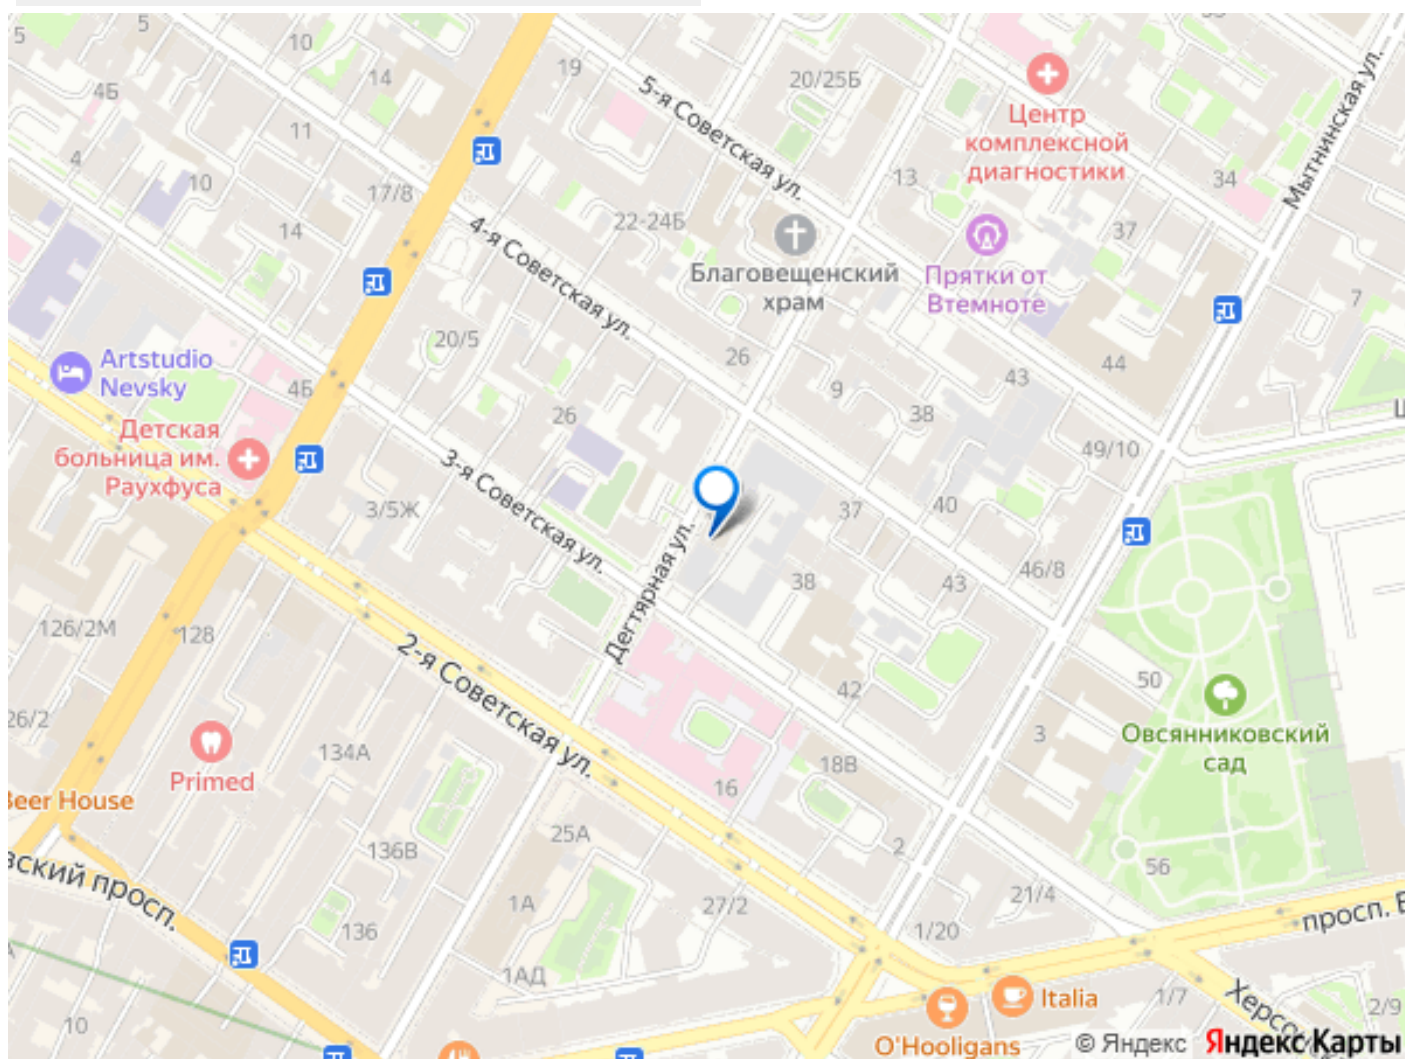 5
5
10
14
19
20/25Б
5-я Советская ул.
Центр
комплексной
диагностики
Мытнинская ул.
4Б
11
4
10
17/8
13
34
14
22-24Б
4-я Советская ул.
Благовещенский
храм
Прятки от
Втемноте
37
7
Artstudio
Nevsky
20/5
26
9
38
43
44
4Б
26
Детская
больница им.
Раухфуса
3/5Ж
3-я Советская ул.
49/10
37
40
Дегтярная ул.
38
43
46/8
126/2М
128
2-я Советская ул.
42
50
26/2
Primed
134А
16
18В
3
Овсянниковский
сад
Beer House
136В
25А
2
56
вский просп.
136
1А
27/2
21/4
1/20
просп. Б
1АД
10
Italia
O'Hooligans
1/7
Херсо
2/9
© Яндекс Яндекс Карты